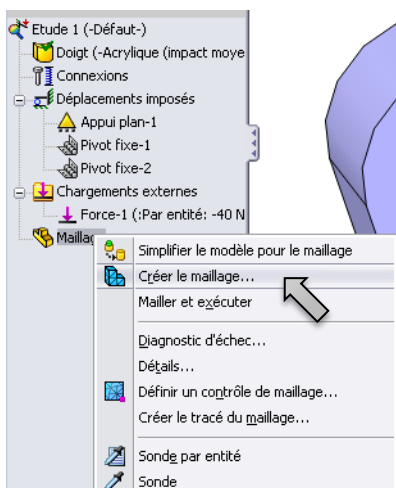 Etude 1 (-Défaut-)
Doigt (-Acrylique (impact moye
Connexions
Déplacements imposés
Appui plan-1
Pivot fixe-1
Pivot fixe-2
Chargements externes
Force-1 (:Par entité: -40 N
Maillag
Simplifier le modèle pour le maillage
Créer le maillage...
Mailler et exécuter
Diagnostic d'échec...
Détails...
Définir un contrôle de maillage...
Créer le tracé du maillage...
Sonde par entité
Sonde